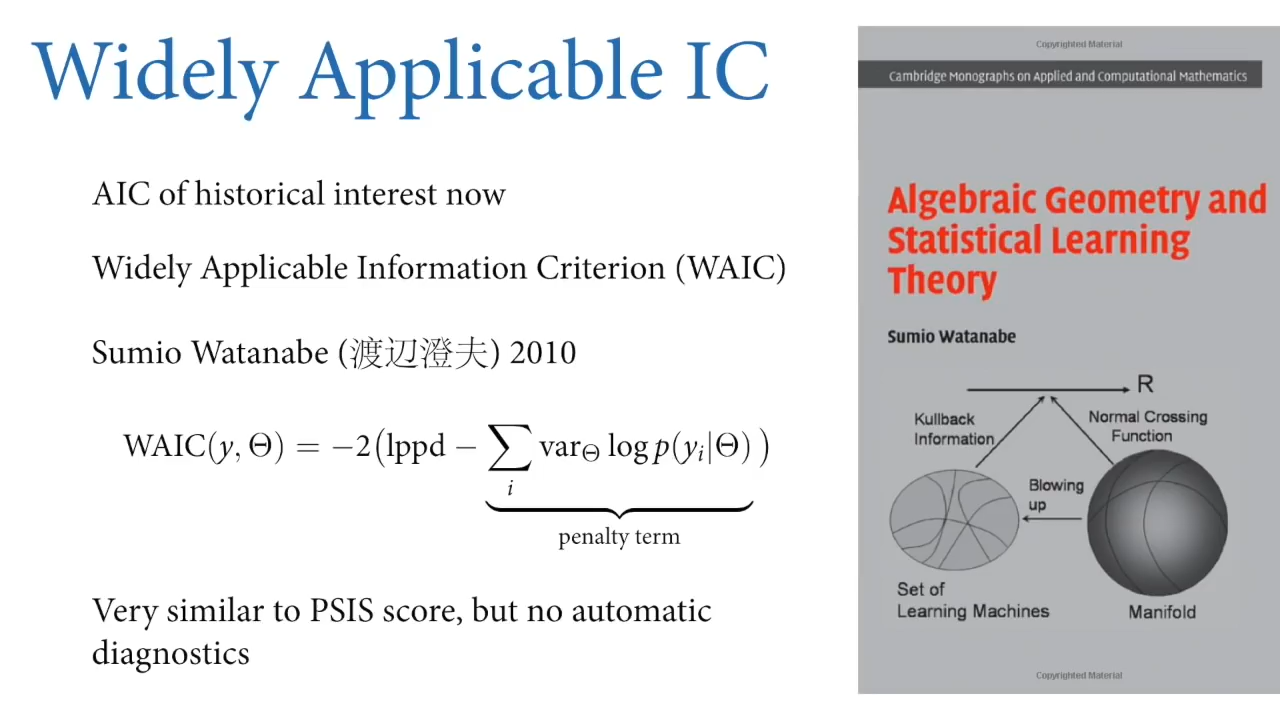 Widely Applicable IC
AIC of historical interest now
Widely Applicable Information Criterion (WAIC)
Sumio Watanabe (渡辺澄夫) 2010
WAIC(y, Θ) = −2(lppd − ∑ᵢ var_Θ log p(yᵢ|Θ))
penalty term
Very similar to PSIS score, but no automatic
diagnostics
Copyrighted Material
Cambridge Monographs on Applied and Computational Mathematics
Algebraic Geometry and
Statistical Learning
Theory
Sumio Watanabe
R
Kullback
Information
Normal Crossing
Function
Blowing
up
Set of
Learning Machines
Manifold
Copyrighted Material